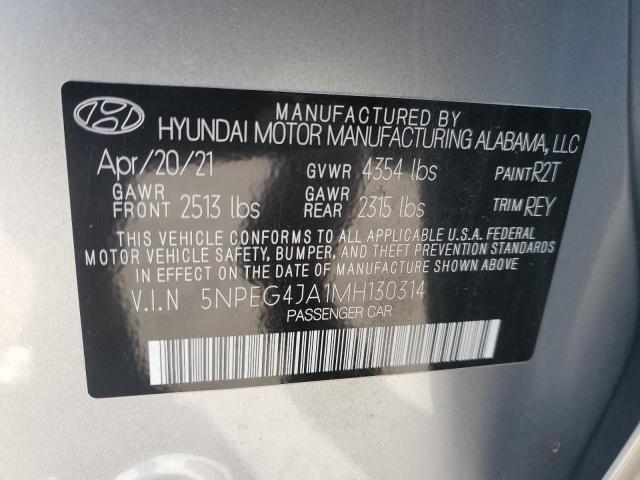 MANUFACTURED BY
HYUNDAI MOTOR MANUFACTURING ALABAMA, LLC
Apr/20/21 GVWR 4354 lbs PAINT R2T
GAWR FRONT 2513 lbs GAWR REAR 2315 lbs TRIM REY
THIS VEHICLE CONFORMS TO ALL APPLICABLE U.S.A. FEDERAL
MOTOR VEHICLE SAFETY, BUMPER, AND THEFT PREVENTION STANDARDS
IN EFFECT ON THE DATE OF MANUFACTURE SHOWN ABOVE.
V.I.N 5NPEG4JA1MH130314
PASSENGER CAR